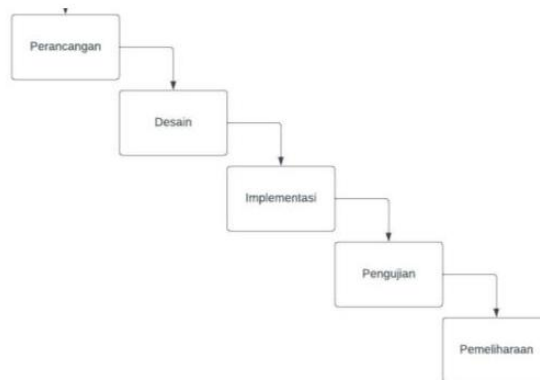 Perancangan
Desain
Implementasi
Pengujian
Pemeliharaan